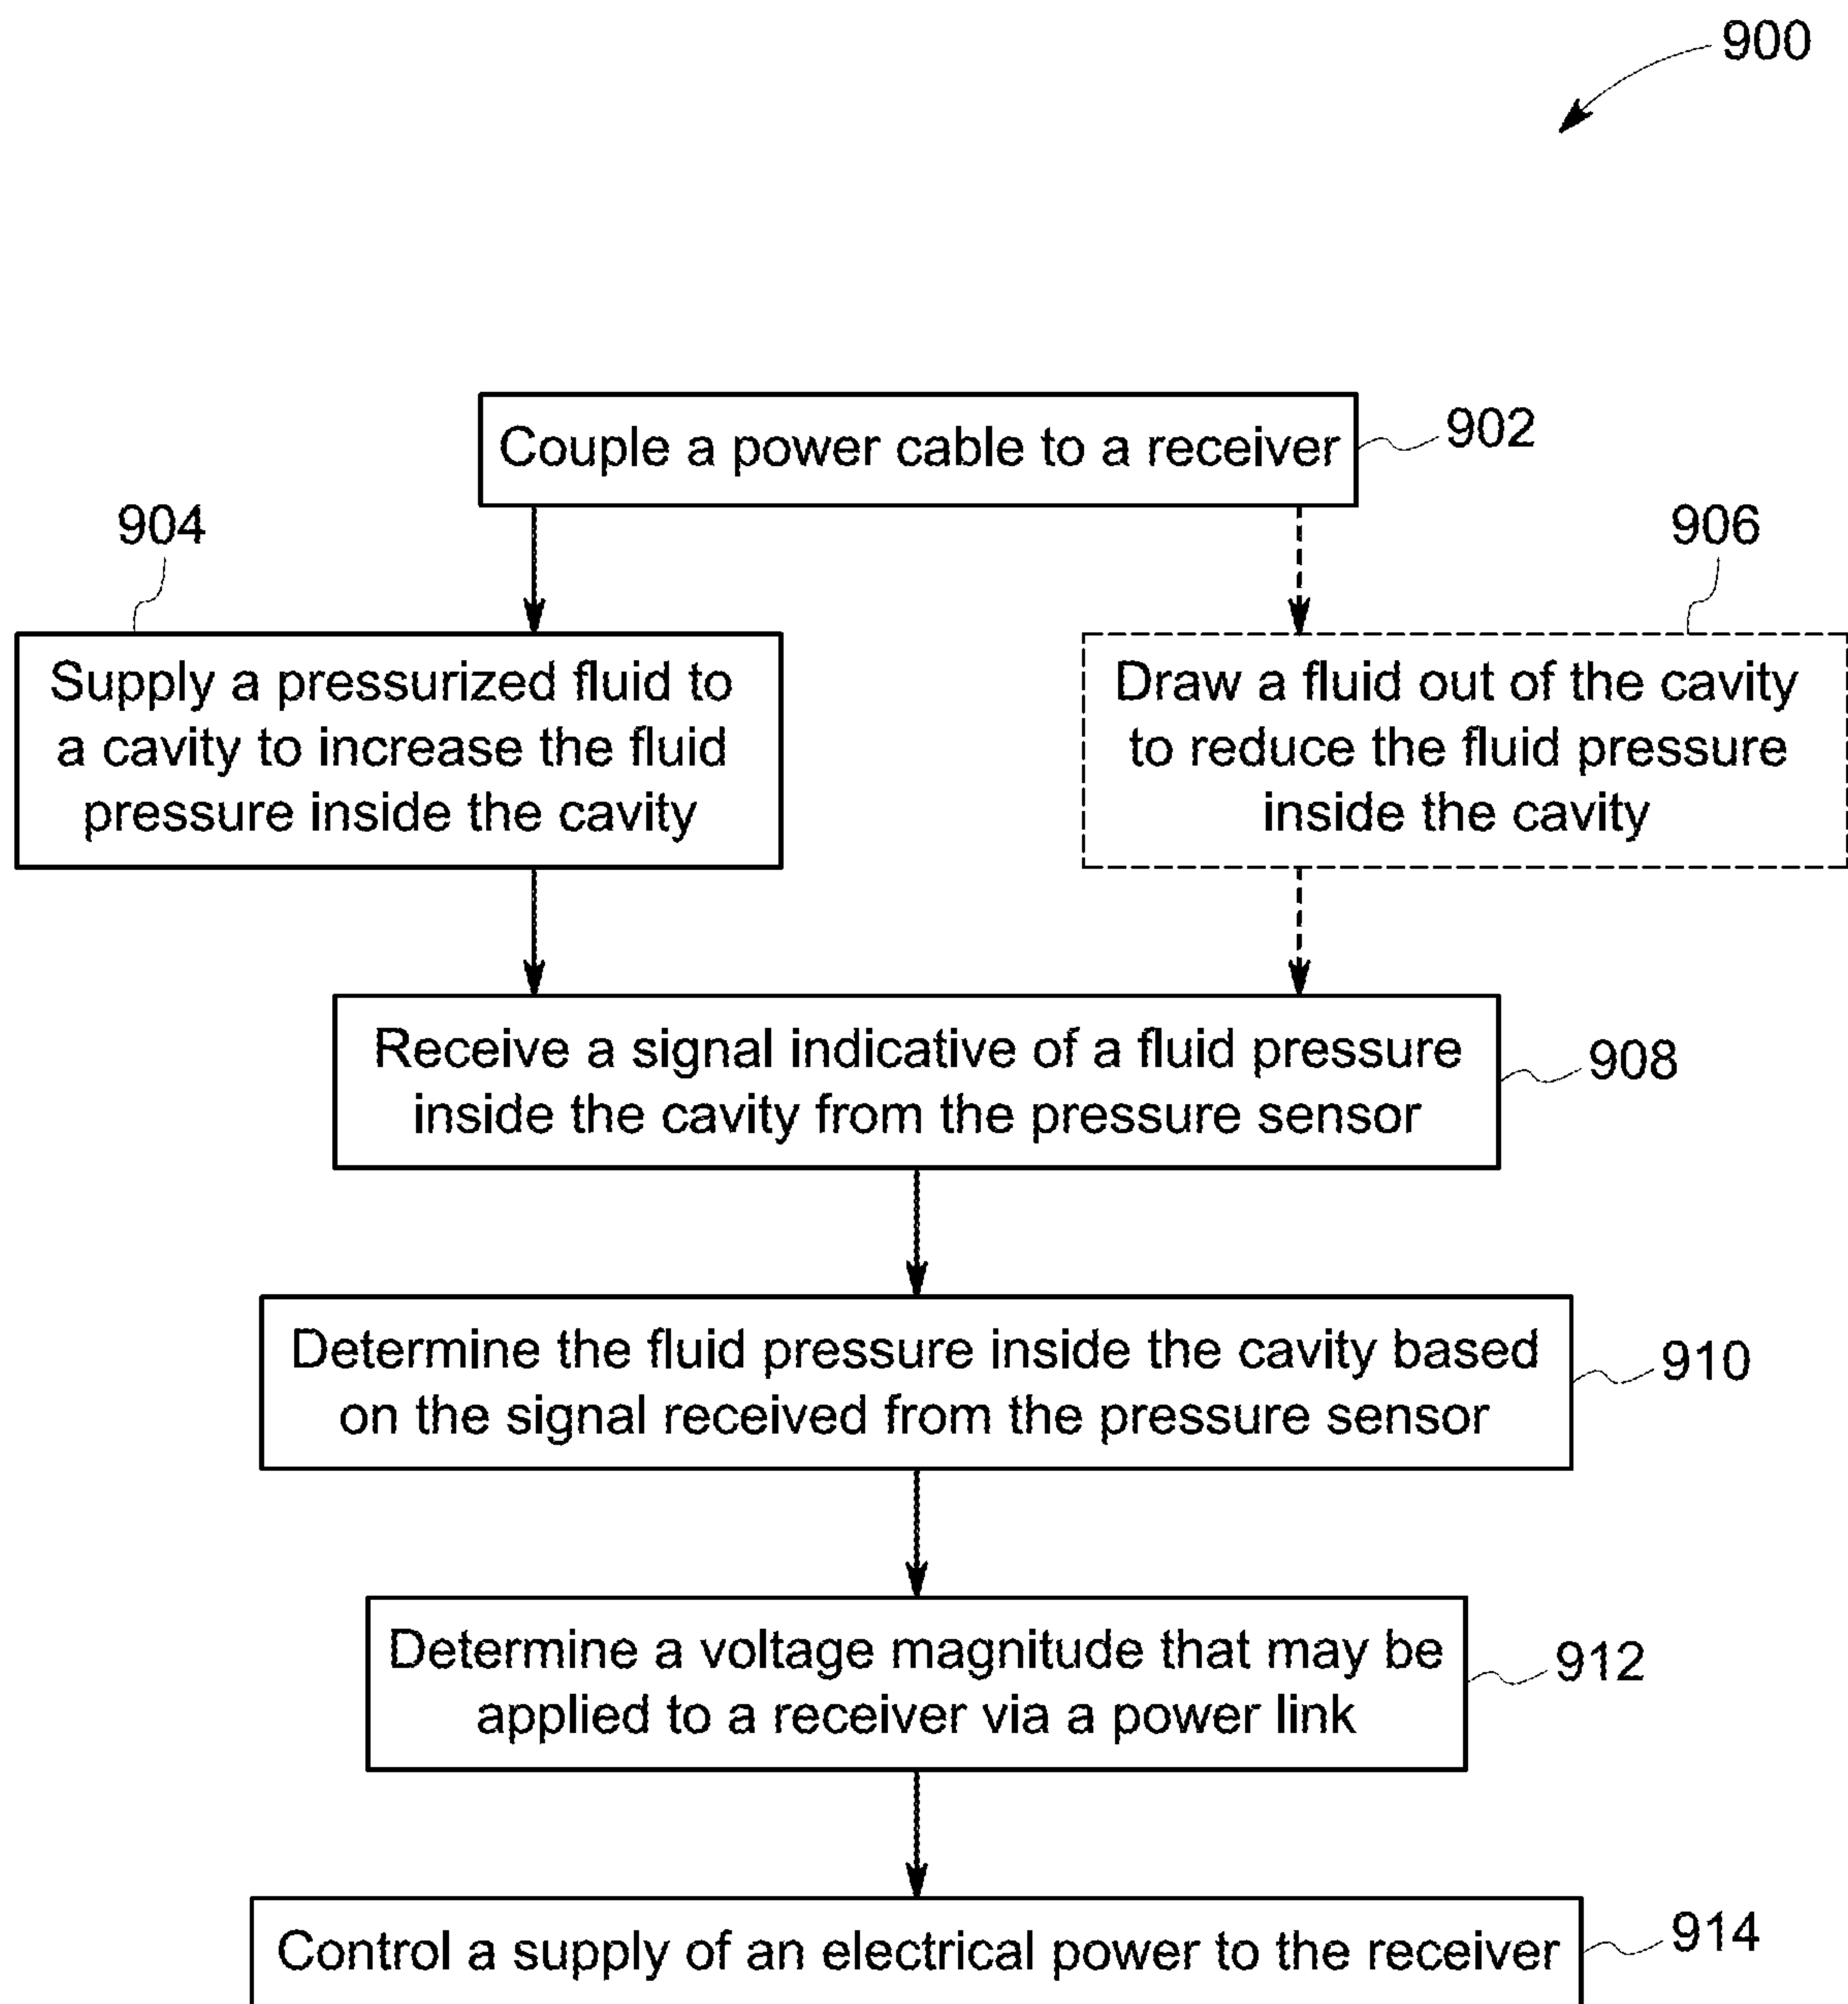 900
Couple a power cable to a receiver
902
904
906
Supply a pressurized fluid to
a cavity to increase the fluid
pressure inside the cavity
Draw a fluid out of the cavity
to reduce the fluid pressure
inside the cavity
Receive a signal indicative of a fluid pressure
inside the cavity from the pressure sensor
908
Determine the fluid pressure inside the cavity based
on the signal received from the pressure sensor
910
Determine a voltage magnitude that may be
applied to a receiver via a power link
912
Control a supply of an electrical power to the receiver
914